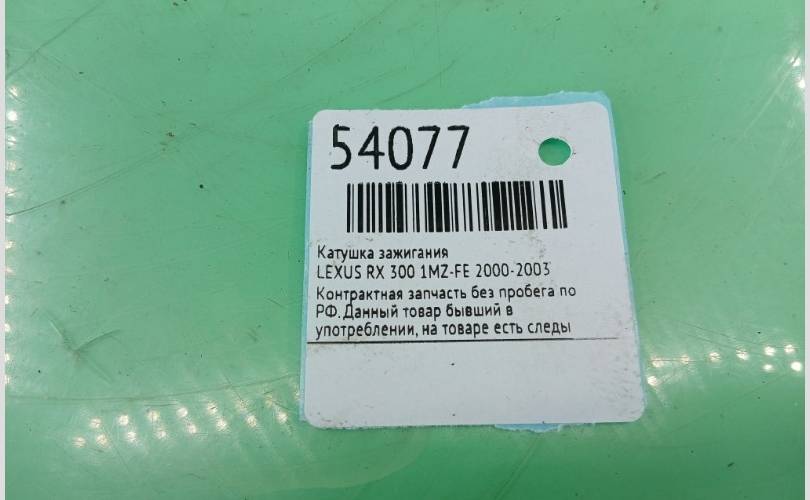 54077
Катушка зажигания
LEXUS RX 300 1MZ-FE 2000-2003
Контрактная запчасть без пробега по
РФ. Данный товар бывший в
употреблении, на товаре есть следы